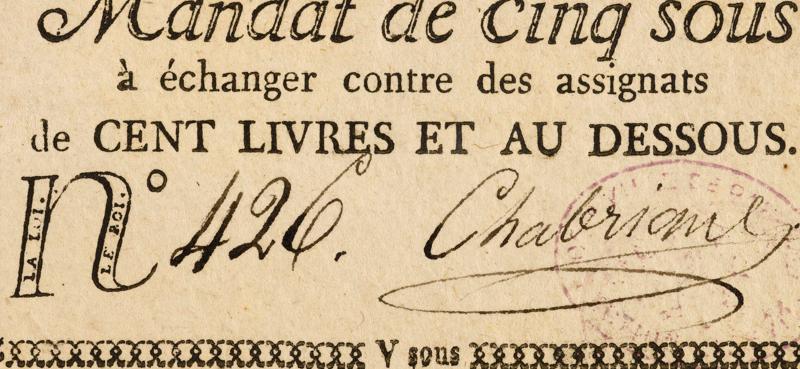 Mandat de Cinq sous
à échanger contre des assignats
de CENT LIVRES ET AU DESSOUS.
LA LOI. LE ROI.
N° 426.
V sous